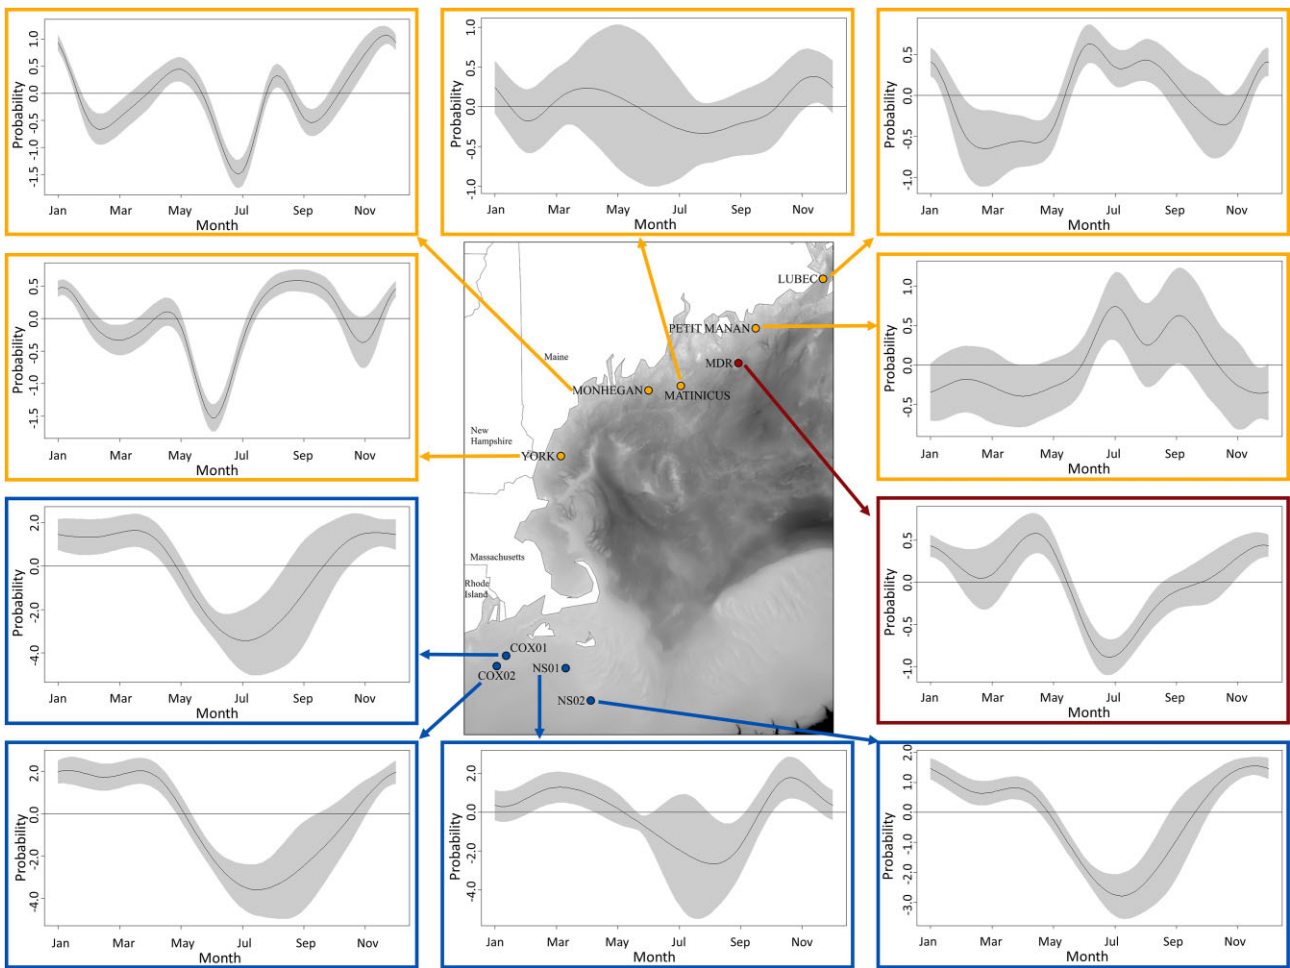 Probability
1.0
0.5
0.0
-0.5
-1.0
-1.5
Jan Mar May Jul Sep Nov
Month
Probability
1.0
0.5
0.0
-0.5
-1.0
Jan Mar May Jul Sep Nov
Month
Probability
0.5
0.0
-0.5
-1.0
Jan Mar May Jul Sep Nov
Month
Probability
0.5
0.0
-0.5
-1.0
-1.5
Jan Mar May Jul Sep Nov
Month
LUBEC
PETIT MANAN
MDR
Maine
MONHEGAN
MATINICUS
New
Hampshire
YORK
Massachusetts
Rhode
Island
COX01
COX02
NS01
NS02
Probability
1.0
0.5
0.0
-0.5
Jan Mar May Jul Sep Nov
Month
Probability
2.0
0.0
-2.0
-4.0
Jan Mar May Jul Sep Nov
Month
Probability
0.5
0.0
-0.5
-1.0
Jan Mar May Jul Sep Nov
Month
Probability
2.0
0.0
-2.0
-4.0
Jan Mar May Jul Sep Nov
Month
Probability
2.0
0.0
-2.0
-4.0
Jan Mar May Jul Sep Nov
Month
Probability
2.0
1.0
0.0
-1.0
-2.0
-3.0
Jan Mar May Jul Sep Nov
Month